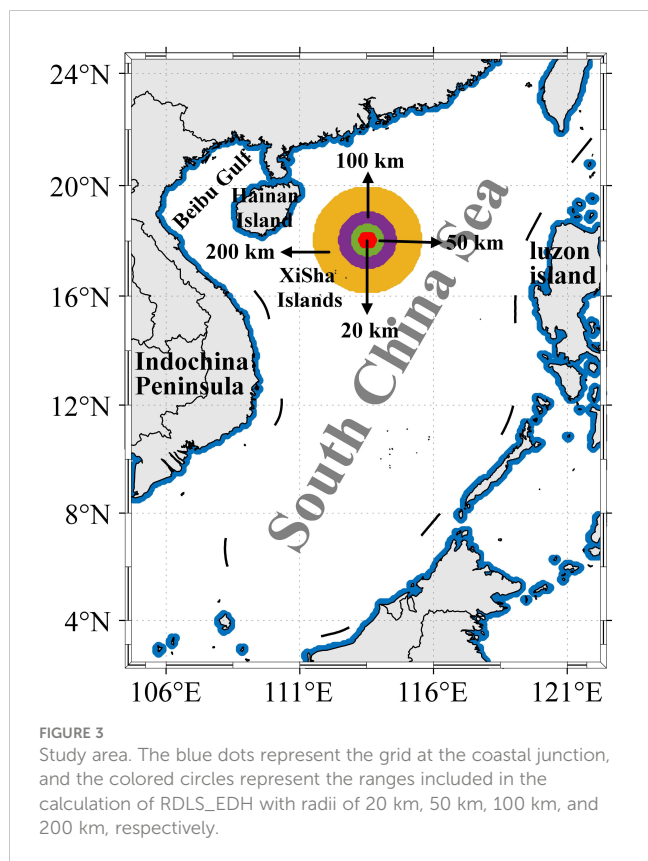 24°N
20°N
16°N
12°N
8°N
4°N
106°E
111°E
116°E
121°E
100 km
Beibu Gulf
Hainan
Island
200 km
50 km
XiSha
Islands
20 km
luzon
island
Indochina
Peninsula
South China Sea
FIGURE 3
Study area. The blue dots represent the grid at the coastal junction,
and the colored circles represent the ranges included in the
calculation of RDLS_EDH with radii of 20 km, 50 km, 100 km, and
200 km, respectively.